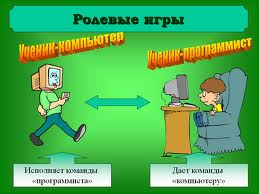 Ролевые игры
Ученик-компьютер
Ученик-программист
Исполняет команды
«программиста»
Дает команды
«компьютеру»